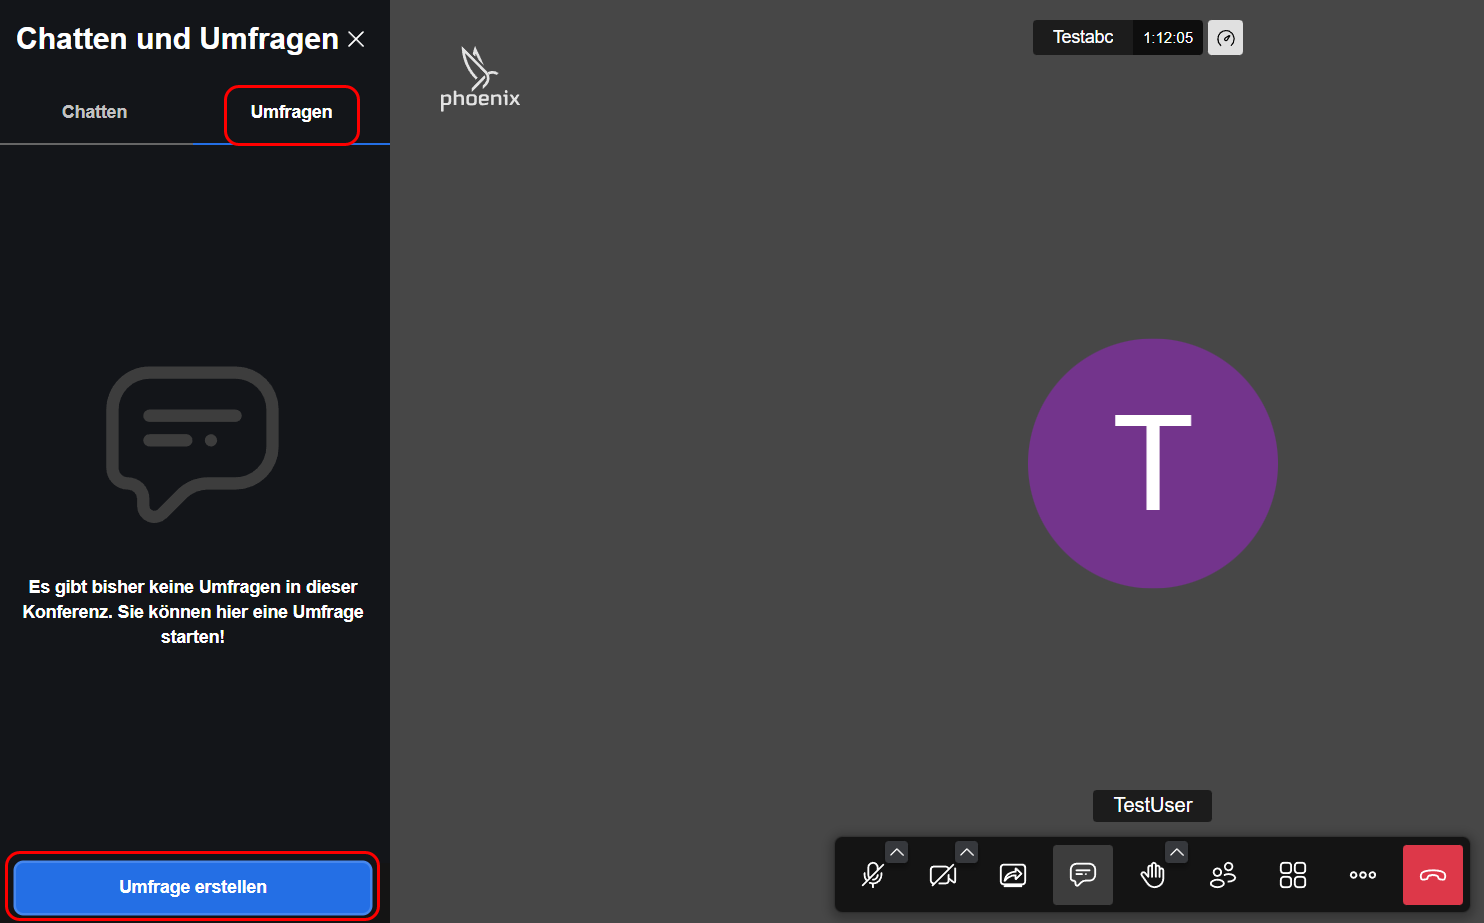 Chatten und Umfragen
Chatten
Umfragen
Es gibt bisher keine Umfragen in dieser
Konferenz. Sie können hier eine Umfrage
starten!
Umfrage erstellen
phoenix
Testabc
1:12:05
T
TestUser